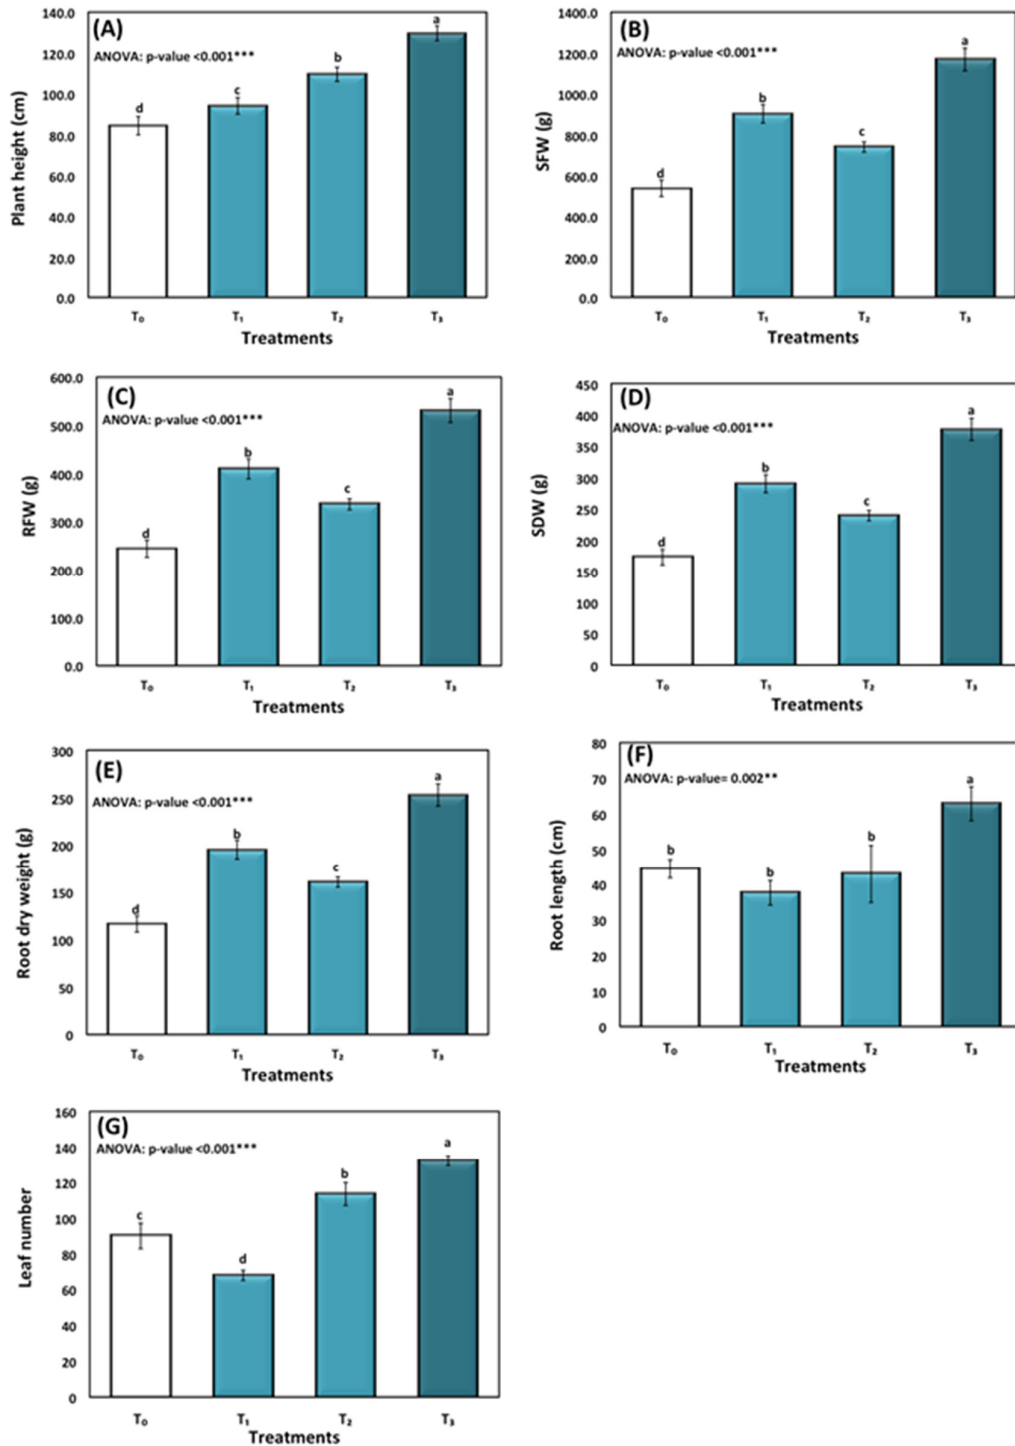 (A)
ANOVA: p-value <0.001***
Plant height (cm)
140.0
120.0
100.0
80.0
60.0
40.0
20.0
0.0
d
c
b
a
T₀ T₁ T₂ T₃
Treatments
(B)
ANOVA: p-value <0.001***
SFW (g)
1400.0
1200.0
1000.0
800.0
600.0
400.0
200.0
0.0
d
b
c
a
T₀ T₁ T₂ T₃
Treatments
(C)
ANOVA: p-value <0.001***
RFW (g)
600.0
500.0
400.0
300.0
200.0
100.0
0.0
d
b
c
a
T₀ T₁ T₂ T₃
Treatments
(D)
ANOVA: p-value <0.001***
SDW (g)
450
400
350
300
250
200
150
100
50
0
d
b
c
a
T₀ T₁ T₂ T₃
Treatments
(E)
ANOVA: p-value <0.001***
Root dry weight (g)
300
250
200
150
100
50
0
d
b
c
a
T₀ T₁ T₂ T₃
Treatments
(F)
ANOVA: p-value= 0.002**
Root length (cm)
80
70
60
50
40
30
20
10
0
b
b
b
a
T₀ T₁ T₂ T₃
Treatments
(G)
ANOVA: p-value <0.001***
Leaf number
160
140
120
100
80
60
40
20
0
c
d
b
a
T₀ T₁ T₂ T₃
Treatments